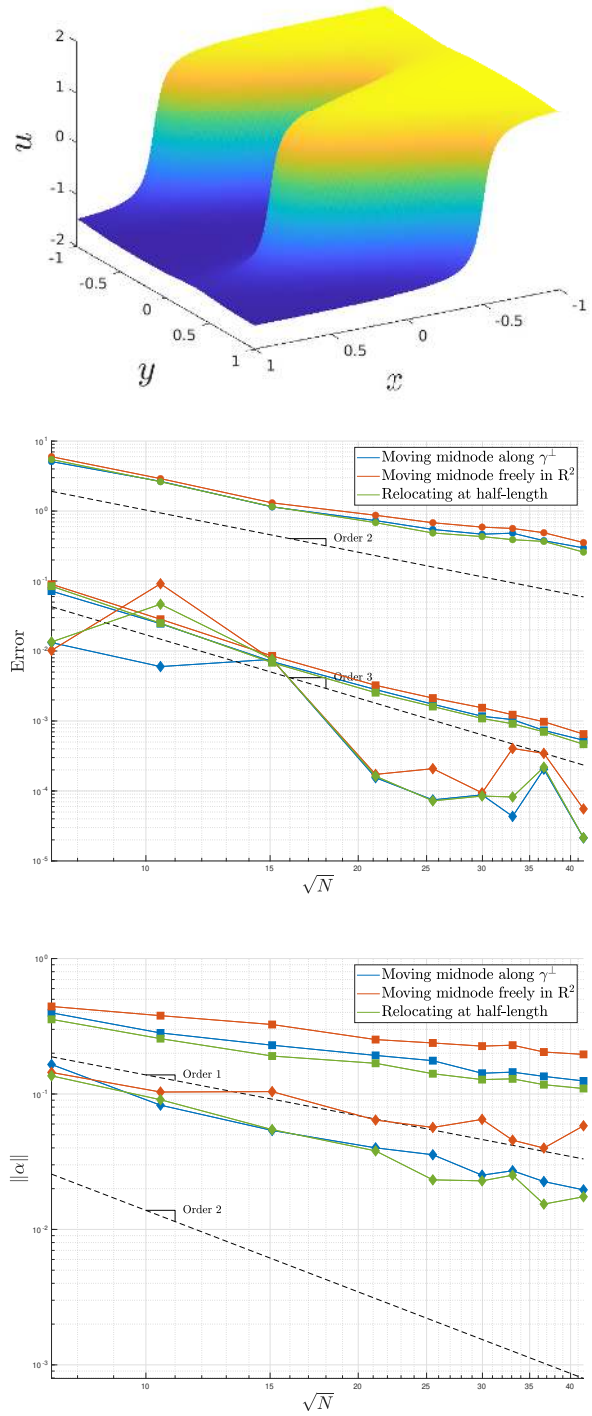 2
1
0
-1
-2
u
-1
-0.5
0
0.5
1
y
1
0.5
0
-0.5
-1
x
10^1
10^0
10^-1
10^-2
10^-3
10^-4
10^-5
Error
Moving midnode along γ^⊥
Moving midnode freely in R^2
Relocating at half-length
Order 2
Order 3
10 15 20 25 30 35 40
√N
10^0
10^-1
10^-2
10^-3
‖α‖
Moving midnode along γ^⊥
Moving midnode freely in R^2
Relocating at half-length
Order 1
Order 2
10 15 20 25 30 35 40
√N